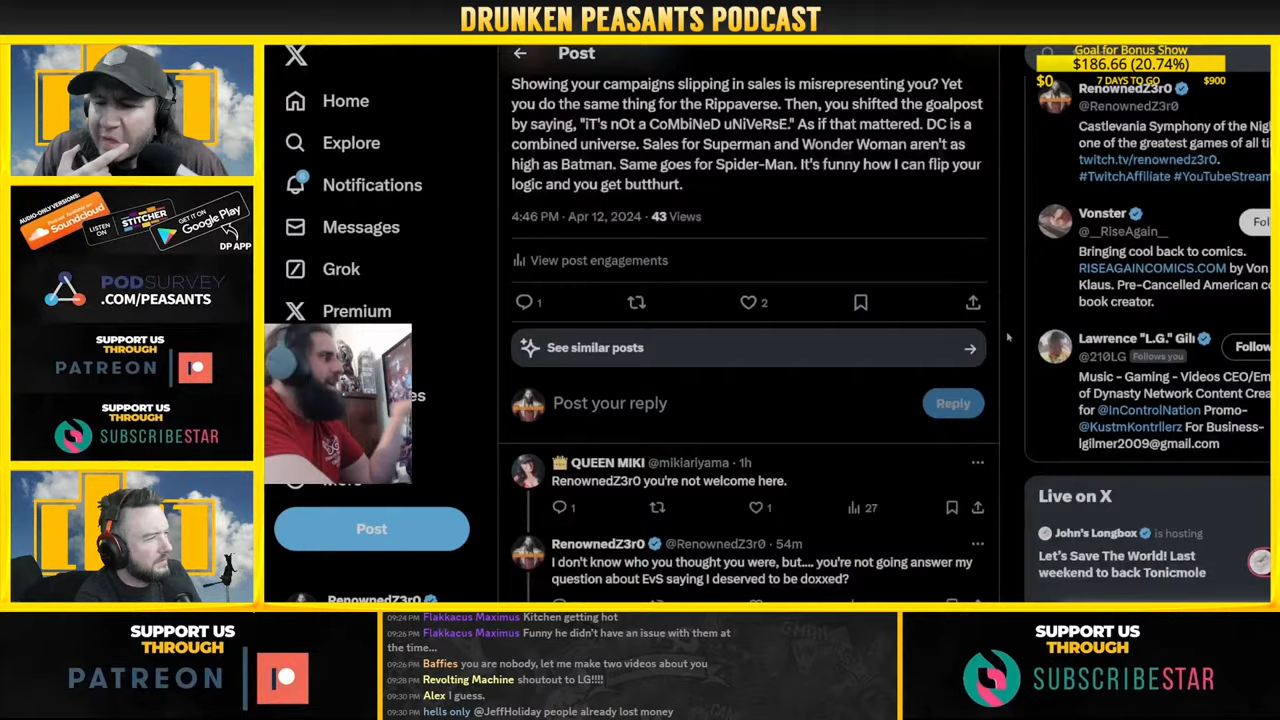 DRUNKEN PEASANTS PODCAST
AUDIO-ONLY VERSIONS:
Soundcloud
LISTEN ON
STITCHER
GET IT ON
Google Play
DP APP
PODSURVEY
.COM/PEASANTS
SUPPORT US
THROUGH
PATREON
SUPPORT US
THROUGH
SUBSCRIBESTAR
Home
Explore
6
Notifications
Messages
Grok
Premium
Post
RenownedZ3r0
Post
Showing your campaigns slipping in sales is misrepresenting you? Yet
you do the same thing for the Rippaverse. Then, you shifted the goalpost
by saying, "iT's nOt a CoMbiNeD uNiVeRsE." As if that mattered. DC is a
combined universe. Sales for Superman and Wonder Woman aren't as
high as Batman. Same goes for Spider-Man. It's funny how I can flip your
logic and you get butthurt.
4:46 PM · Apr 12, 2024 · 43 Views
View post engagements
1
2
See similar posts
Post your reply
Reply
QUEEN MIKI @mikiariyama · 1h
RenownedZ3r0 you're not welcome here.
1
1
27
RenownedZ3r0 @RenownedZ3r0 · 54m
I don't know who you thought you were, but.... you're not going answer my
question about EvS saying I deserved to be doxxed?
Goal for Bonus Show
$186.66 (20.74%)
$0
7 DAYS TO GO
$900
RenownedZ3r0
@RenownedZ3r0
Castlevania Symphony of the Nig
one of the greatest games of all ti
twitch.tv/renownedz3r0.
#TwitchAffiliate #YouTubeStream
Vonster
@__RiseAgain__
Fol
Bringing cool back to comics.
RISEAGAINCOMICS.COM by Von
Klaus. Pre-Cancelled American co
book creator.
Lawrence "L.G." Gil
@210LG Follows you
Follow
Music - Gaming - Videos CEO/Em
of Dynasty Network Content Crea
for @InControlNation Promo-
@KustmKontrllerz For Business-
lgilmer2009@gmail.com
Live on X
John's Longbox is hosting
Let's Save The World! Last
weekend to back Tonicmole
SUPPORT US
THROUGH
PATREON
09:24 PM Flakkacus Maximus Kitchen getting hot
09:26 PM Flakkacus Maximus Funny he didn't have an issue with them at
the time...
09:26 PM Baffies you are nobody, let me make two videos about you
09:28 PM Revolting Machine shoutout to LG!!!!
09:30 PM Alex I guess.
09:30 PM hells only @JeffHoliday people already lost money
SUPPORT US
THROUGH
SUBSCRIBESTAR